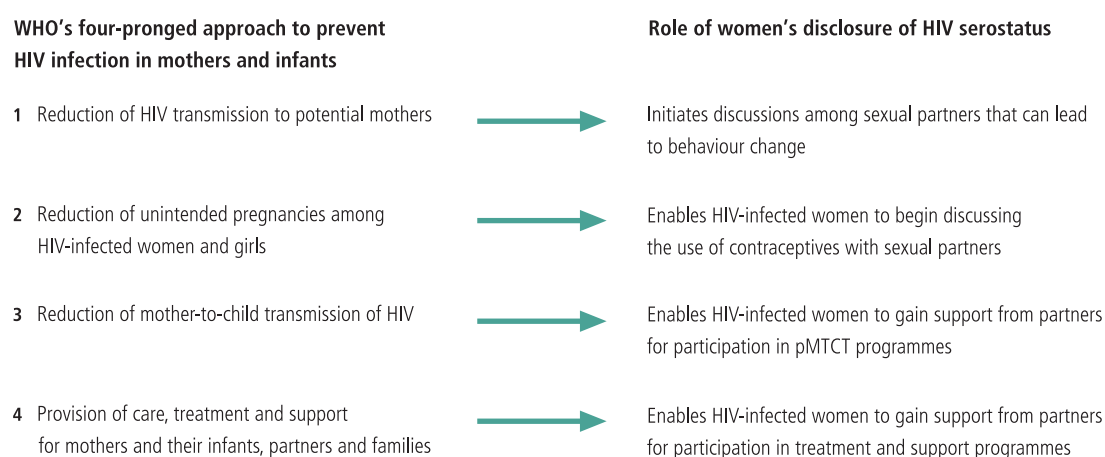 WHO's four-pronged approach to prevent
HIV infection in mothers and infants
Role of women's disclosure of HIV serostatus
1 Reduction of HIV transmission to potential mothers
Initiates discussions among sexual partners that can lead
to behaviour change
2 Reduction of unintended pregnancies among
HIV-infected women and girls
Enables HIV-infected women to begin discussing
the use of contraceptives with sexual partners
3 Reduction of mother-to-child transmission of HIV
Enables HIV-infected women to gain support from partners
for participation in pMTCT programmes
4 Provision of care, treatment and support
for mothers and their infants, partners and families
Enables HIV-infected women to gain support from partners
for participation in treatment and support programmes